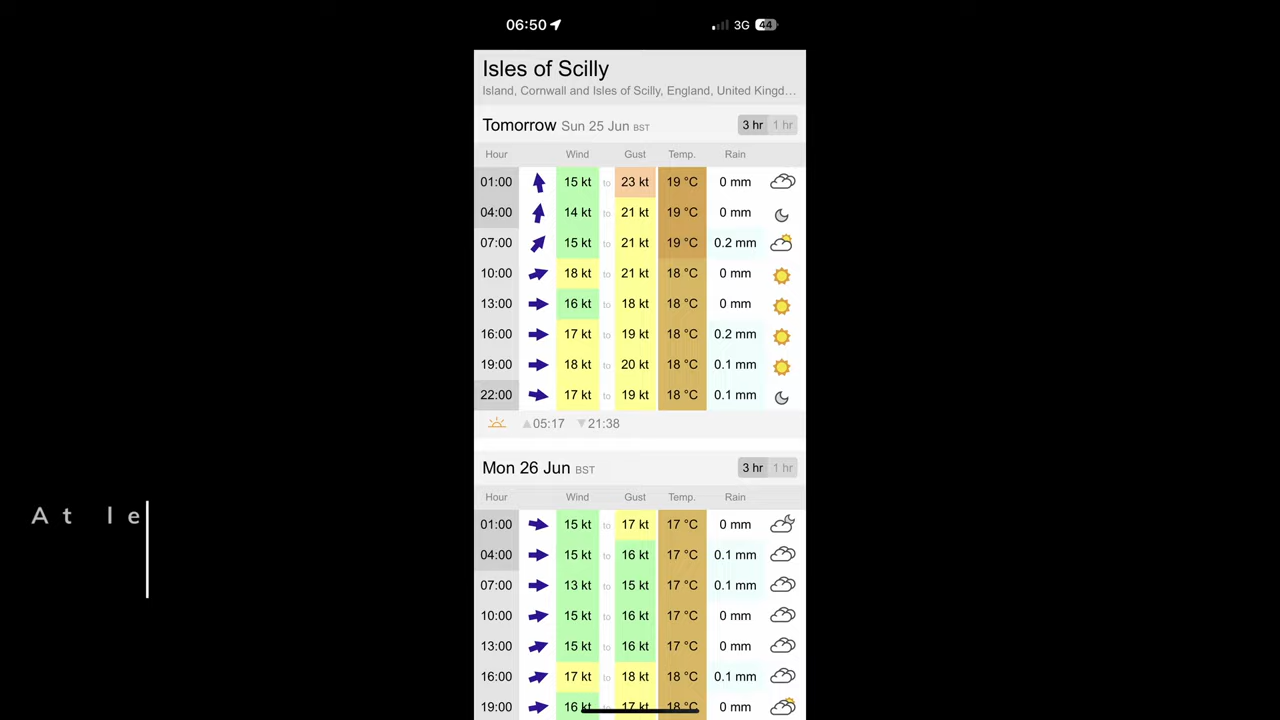 06:50 3G 44
Isles of Scilly
Island, Cornwall and Isles of Scilly, England, United Kingd…
Tomorrow Sun 25 Jun BST 3 hr 1 hr
Hour Wind Gust Temp. Rain
01:00 15 kt to 23 kt 19 °C 0 mm
04:00 14 kt to 21 kt 19 °C 0 mm
07:00 15 kt to 21 kt 19 °C 0.2 mm
10:00 18 kt to 21 kt 18 °C 0 mm
13:00 16 kt to 18 kt 18 °C 0 mm
16:00 17 kt to 19 kt 18 °C 0.2 mm
19:00 18 kt to 20 kt 18 °C 0.1 mm
22:00 17 kt to 19 kt 18 °C 0.1 mm
05:17 21:38
Mon 26 Jun BST 3 hr 1 hr
Hour Wind Gust Temp. Rain
01:00 15 kt to 17 kt 17 °C 0 mm
At le
04:00 15 kt to 16 kt 17 °C 0.1 mm
07:00 13 kt to 15 kt 17 °C 0.1 mm
10:00 15 kt to 16 kt 17 °C 0 mm
13:00 15 kt to 16 kt 17 °C 0 mm
16:00 17 kt to 18 kt 18 °C 0.1 mm
19:00 16 kt to 17 kt 18 °C 0 mm